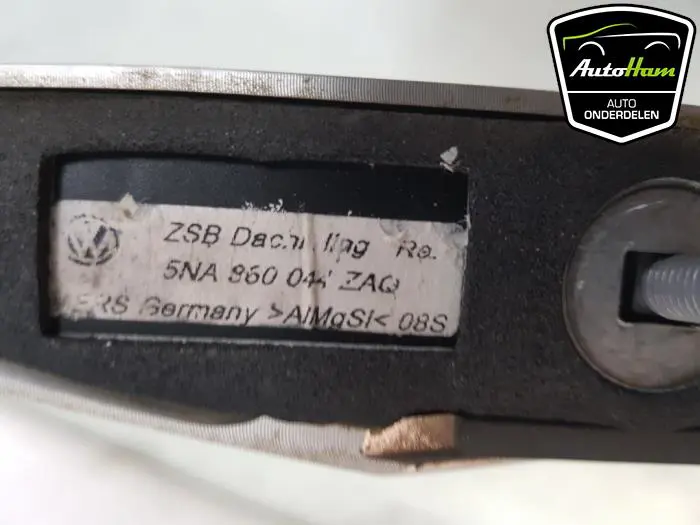 AutoHam
AUTO
ONDERDELEN
ZSB Re.
5NA 860 044 ZAQ
Germany >AlMgSi< 08S